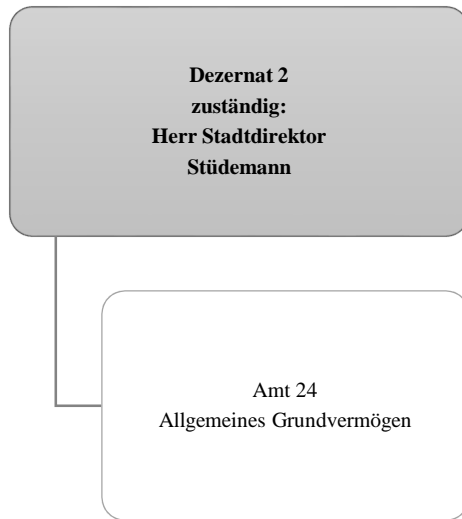 Dezernat 2
zuständig:
Herr Stadtdirektor
Stüdemann
Amt 24
Allgemeines Grundvermögen